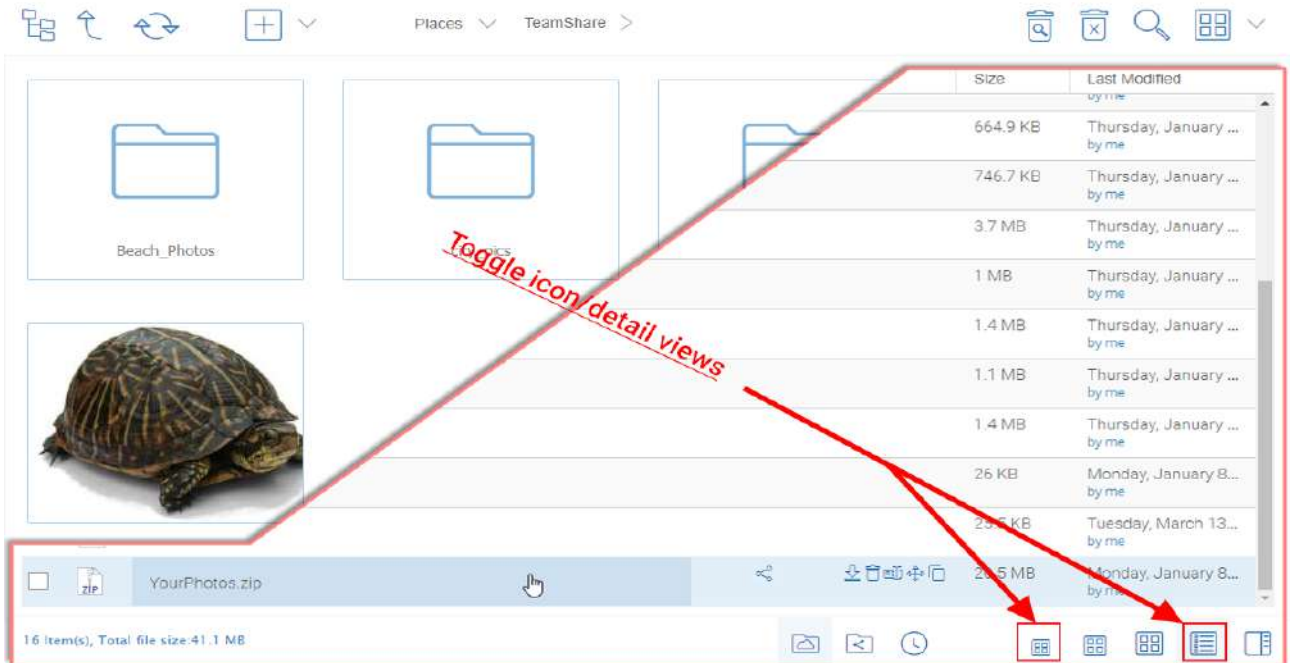 Places TeamShare
Size Last Modified
by me
664.9 KB Thursday, January ...
by me
746.7 KB Thursday, January ...
by me
Beach_Photos
3.7 MB Thursday, January ...
by me
Toggle icon/detail views
1 MB Thursday, January ...
by me
1.4 MB Thursday, January ...
by me
1.1 MB Thursday, January ...
by me
1.4 MB Thursday, January ...
by me
26 KB Monday, January 8...
by me
KB Tuesday, March 13...
by me
ZIP YourPhotos.zip MB Monday, January 8...
by me
16 Item(s), Total file size:41.1 MB